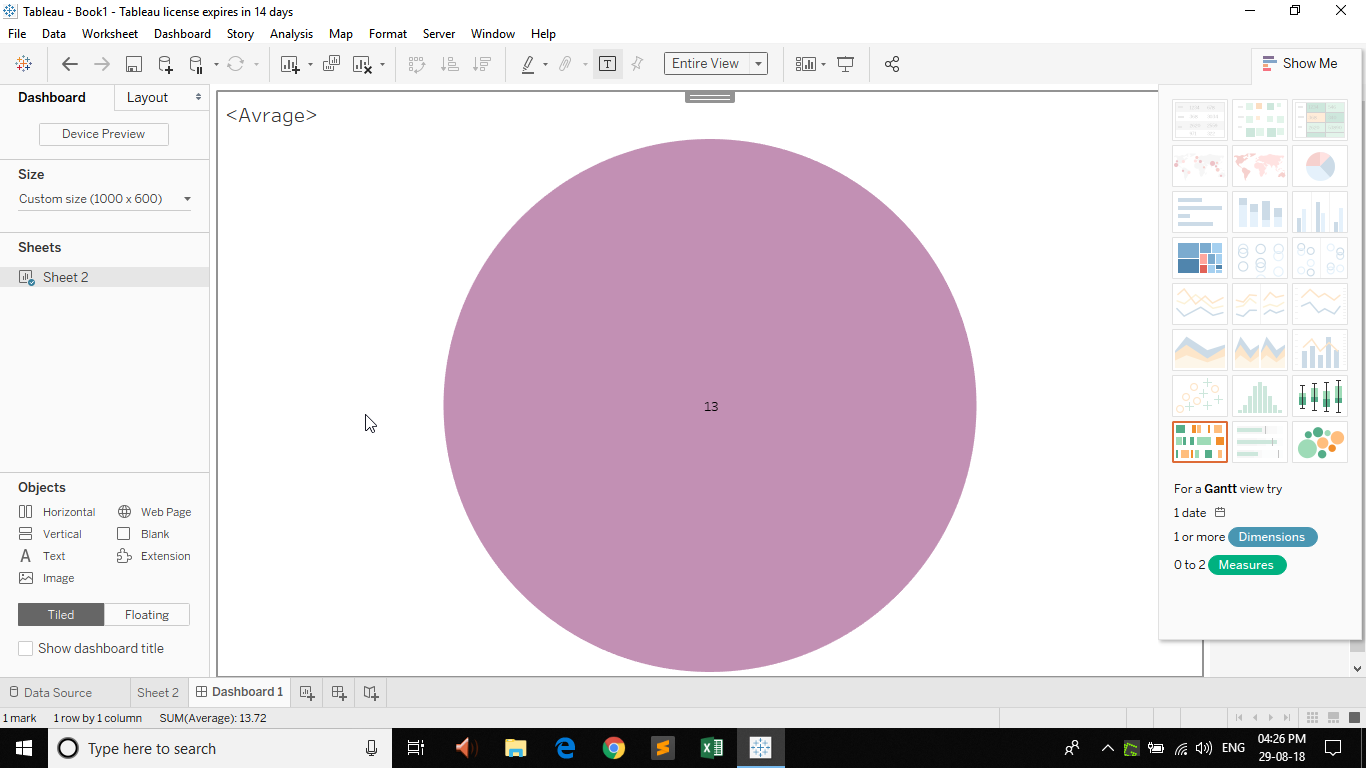 Tableau - Book1 - Tableau license expires in 14 days
File Data Worksheet Dashboard Story Analysis Map Format Server Window Help
Entire View
Show Me
Dashboard Layout
Device Preview
Size
Custom size (1000 x 600)
Sheets
Sheet 2
Objects
Horizontal Web Page
Vertical Blank
Text Extension
Image
Tiled Floating
Show dashboard title
<Avrage>
13
For a Gantt view try
1 date
1 or more Dimensions
0 to 2 Measures
Data Source Sheet 2 Dashboard 1
1 mark 1 row by 1 column SUM(Average): 13.72
Type here to search
ENG
04:26 PM
29-08-18